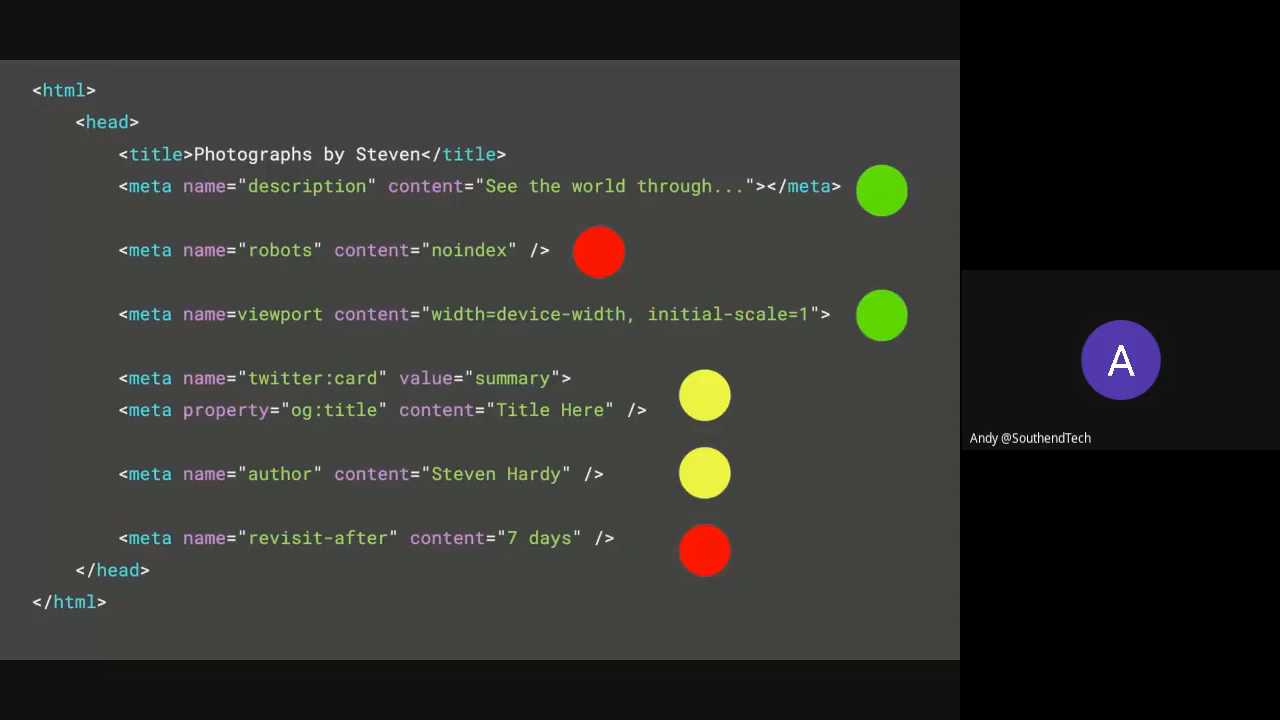 <html>
<head>
<title>Photographs by Steven</title>
<meta name="description" content="See the world through..."></meta>
<meta name="robots" content="noindex" />
<meta name=viewport content="width=device-width, initial-scale=1">
<meta name="twitter:card" value="summary">
<meta property="og:title" content="Title Here" />
<meta name="author" content="Steven Hardy" />
<meta name="revisit-after" content="7 days" />
</head>
</html>
A
Andy @SouthendTech